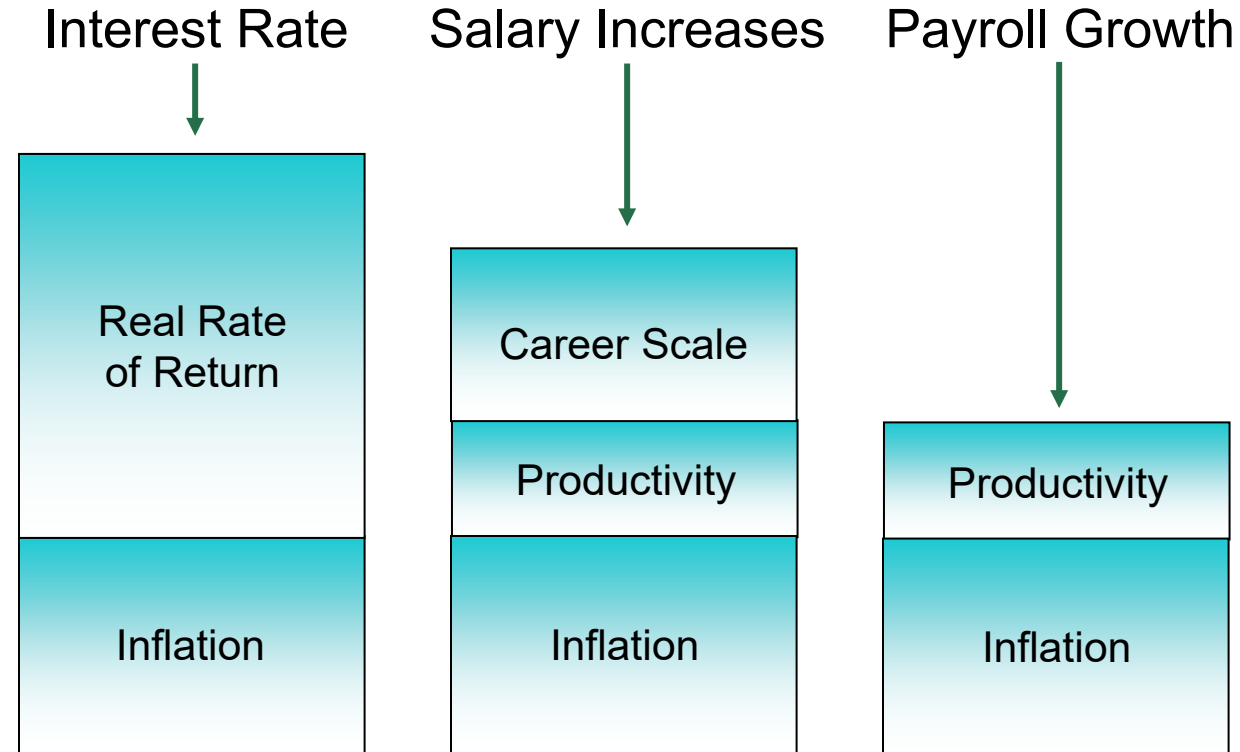 Interest Rate
Salary Increases
Payroll Growth
Real Rate
of Return
Inflation
Career Scale
Productivity
Inflation
Productivity
Inflation